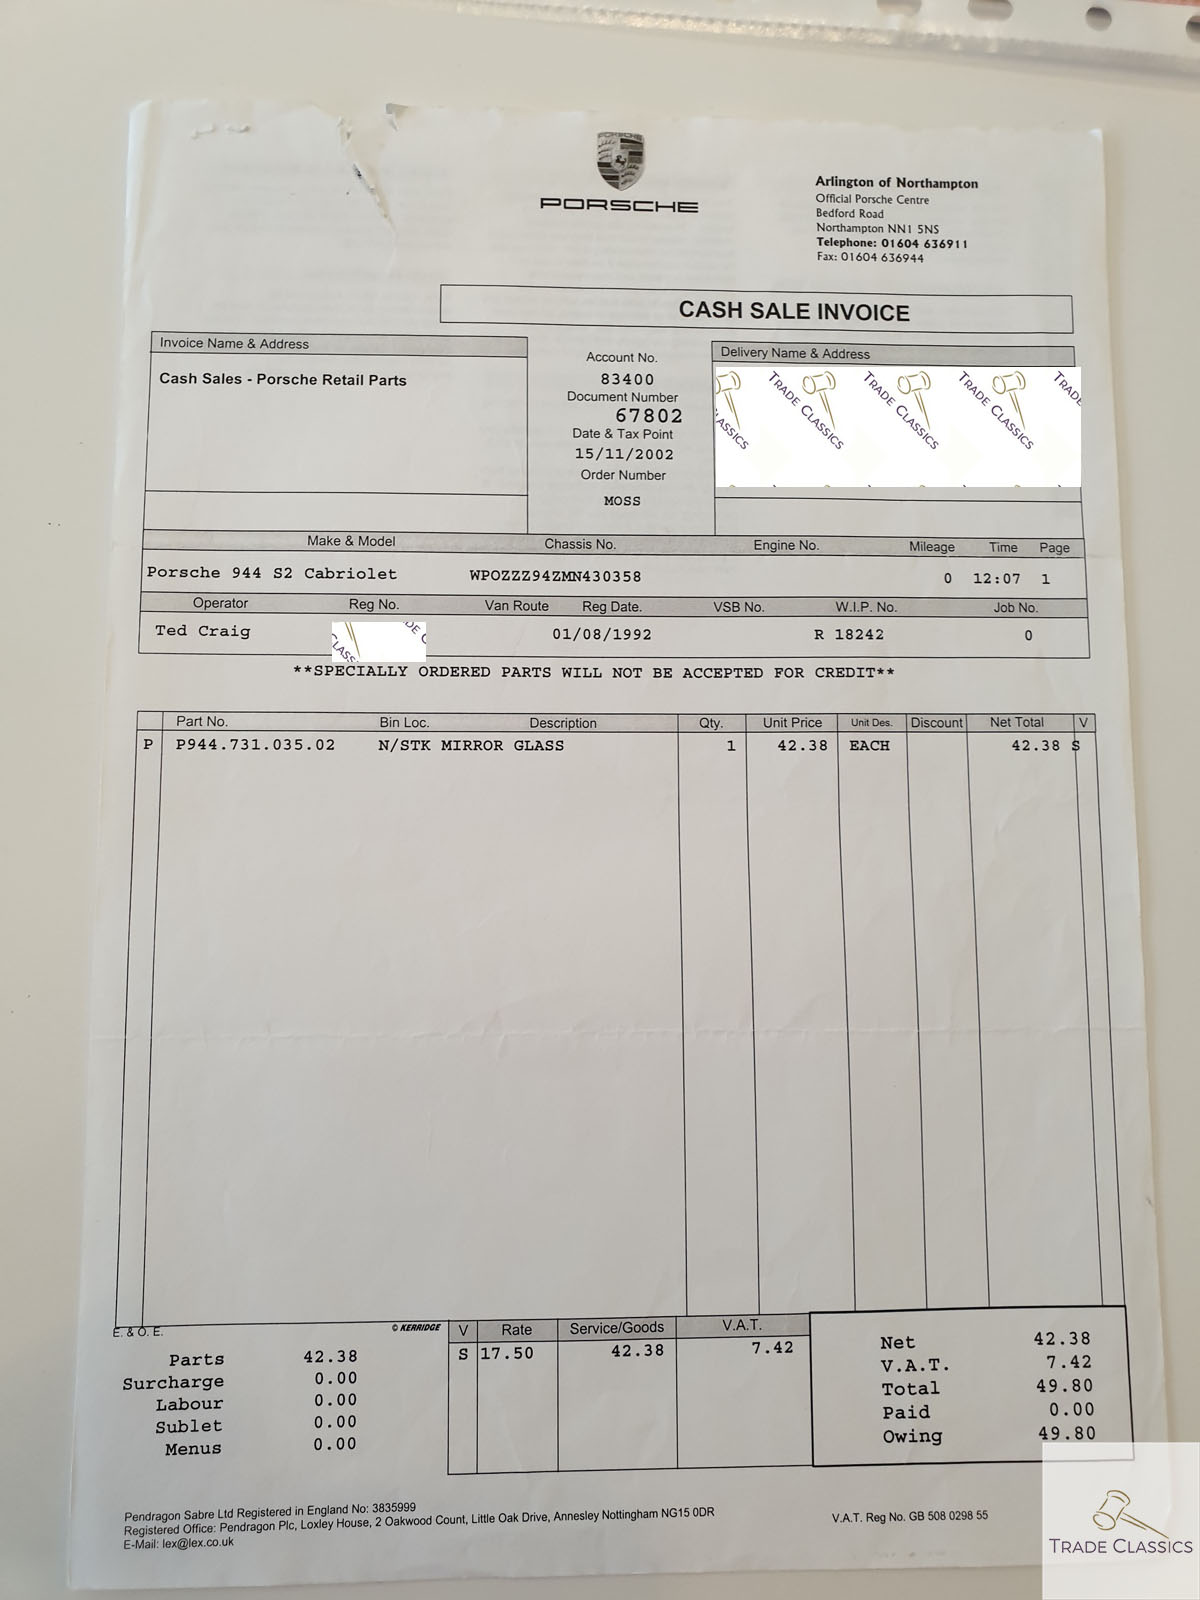 PORSCHE
PORSCHE
Arlington of Northampton
Official Porsche Centre
Bedford Road
Northampton NN1 5NS
Telephone: 01604 636911
Fax: 01604 636944
CASH SALE INVOICE
Invoice Name & Address
Cash Sales - Porsche Retail Parts
Account No.
83400
Document Number
67802
Date & Tax Point
15/11/2002
Order Number
MOSS
Delivery Name & Address
TRADE CLASSICS TRADE CLASSICS TRADE CLASSICS
Make & Model Chassis No. Engine No. Mileage Time Page
Porsche 944 S2 Cabriolet WPOZZZ94ZMN430358 0 12:07 1
Operator Reg No. Van Route Reg Date. VSB No. W.I.P. No. Job No.
Ted Craig 01/08/1992 R 18242 0
**SPECIALLY ORDERED PARTS WILL NOT BE ACCEPTED FOR CREDIT**
Part No. Bin Loc. Description Qty. Unit Price Unit Des. Discount Net Total V
P P944.731.035.02 N/STK MIRROR GLASS 1 42.38 EACH 42.38 S
E. & O. E. © KERRIDGE
Parts 42.38
Surcharge 0.00
Labour 0.00
Sublet 0.00
Menus 0.00
V Rate Service/Goods V.A.T.
S 17.50 42.38 7.42
Net 42.38
V.A.T. 7.42
Total 49.80
Paid 0.00
Owing 49.80
Pendragon Sabre Ltd Registered in England No: 3835999
Registered Office: Pendragon Plc, Loxley House, 2 Oakwood Count, Little Oak Drive, Annesley Nottingham NG15 0DR
E-Mail: lex@lex.co.uk
V.A.T. Reg No. GB 508 0298 55
TRADE CLASSICS